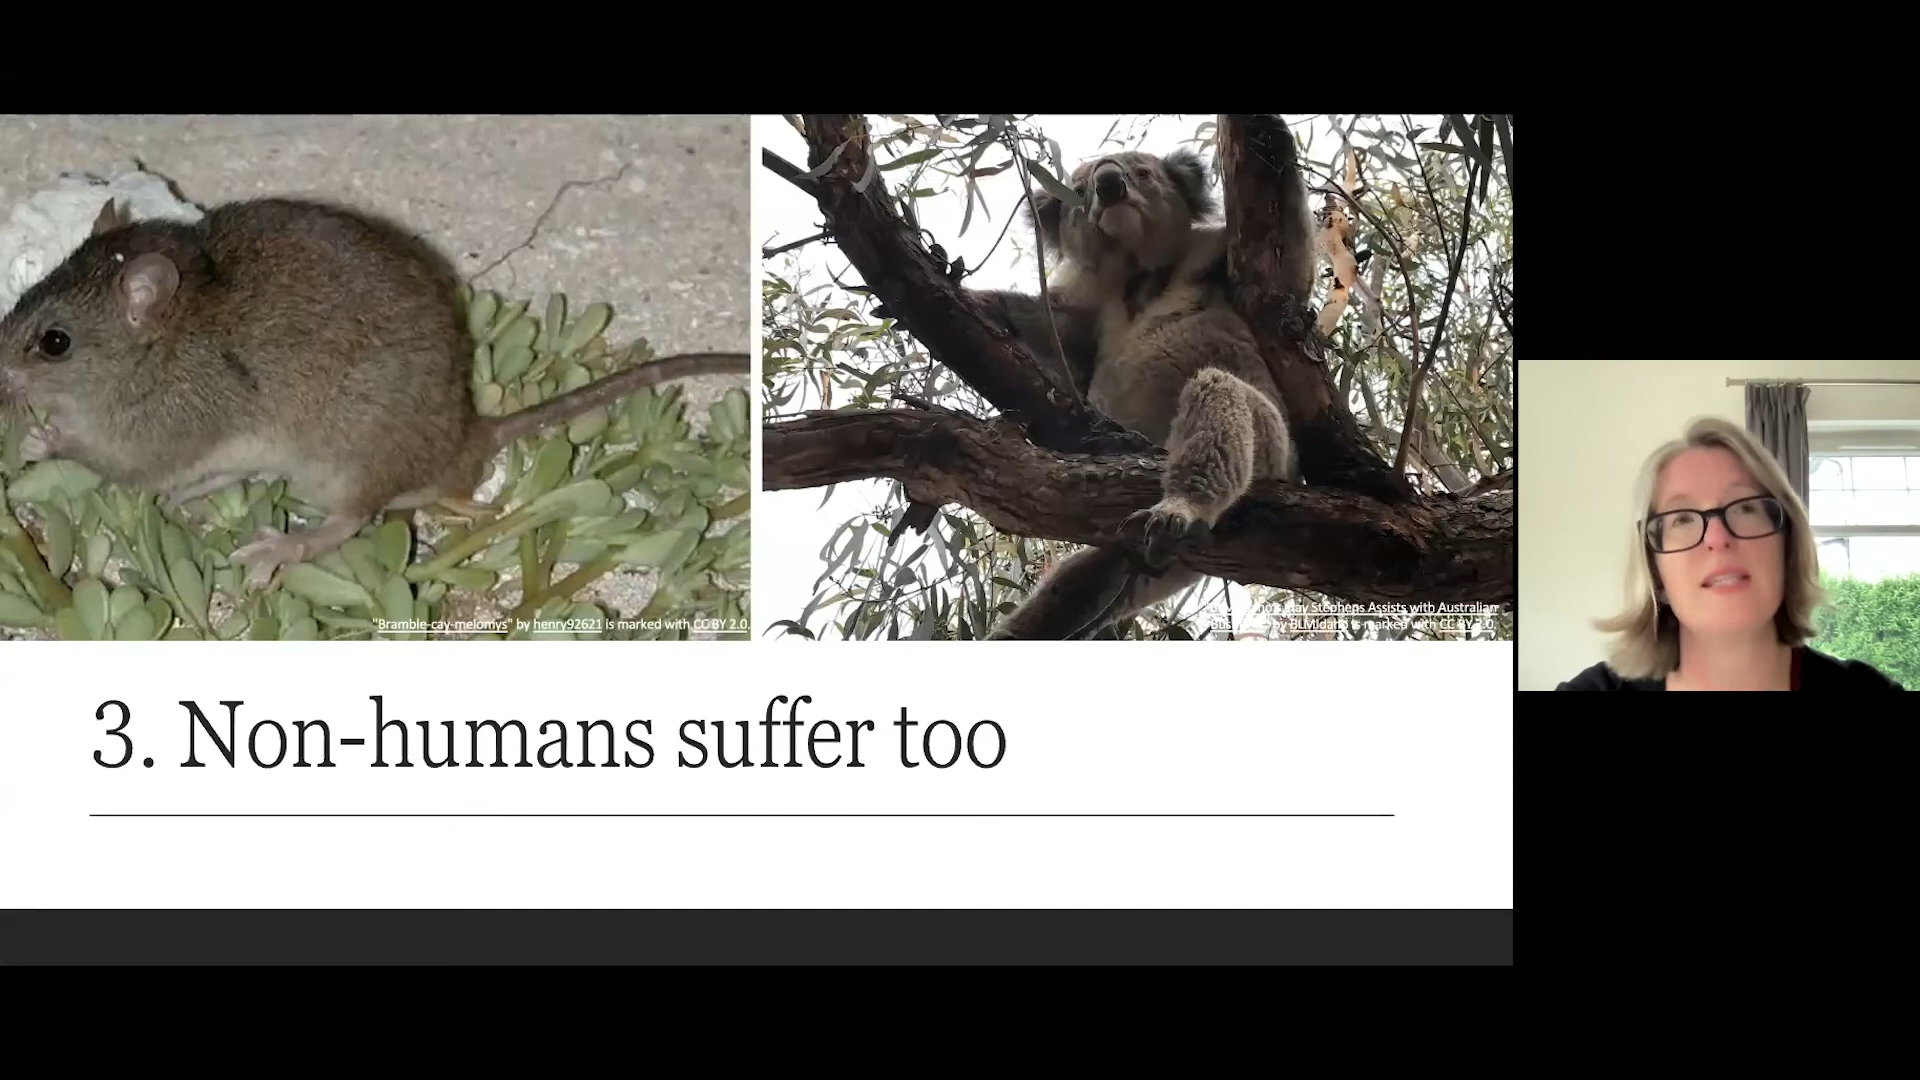 "Bramble-cay-melomys" by henry92621 is marked with CC BY 2.0.
Stephens Assists with Australian
by BLMIdaho is marked with CC BY 2.0.
3. Non-humans suffer too